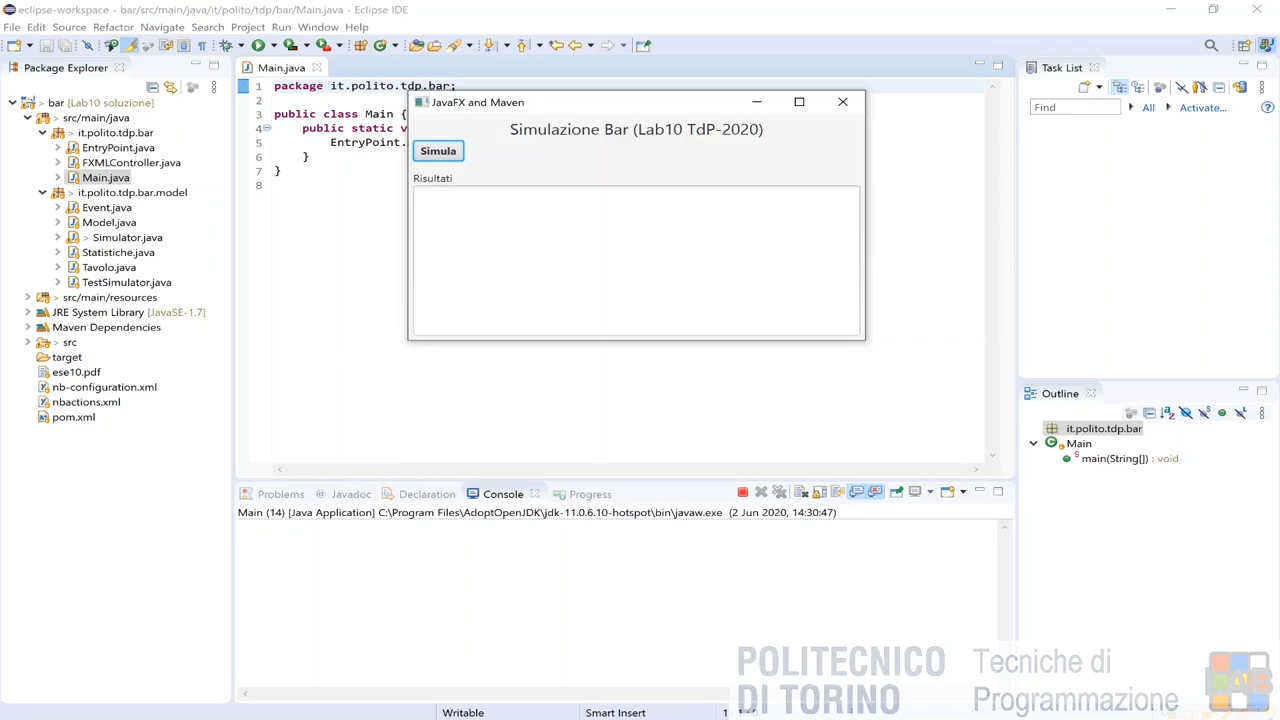 eclipse-workspace - bar/src/main/java/it/polito/tdp/bar/Main.java - Eclipse IDE
File Edit Source Refactor Navigate Search Project Run Window Help
Package Explorer
bar [Lab10 soluzione]
src/main/java
it.polito.tdp.bar
EntryPoint.java
FXMLController.java
Main.java
it.polito.tdp.bar.model
Event.java
Model.java
> Simulator.java
Statistiche.java
Tavolo.java
TestSimulator.java
> src/main/resources
JRE System Library [JavaSE-1.7]
Maven Dependencies
> src
target
ese10.pdf
nb-configuration.xml
nbactions.xml
pom.xml
Main.java
1 package it.polito.tdp.bar;
2
3 public class Main {
4 public static v
5 EntryPoint.
6 }
7 }
8
JavaFX and Maven
Simulazione Bar (Lab10 TdP-2020)
Simula
Risultati
Task List
Find All Activate...
Outline
it.polito.tdp.bar
Main
main(String[]) : void
Problems Javadoc Declaration Console Progress
Main (14) [Java Application] C:\Program Files\AdoptOpenJDK\jdk-11.0.6.10-hotspot\bin\javaw.exe (2 Jun 2020, 14:30:47)
POLITECNICO
DI TORINO
Tecniche di
Programmazione
Writable Smart Insert